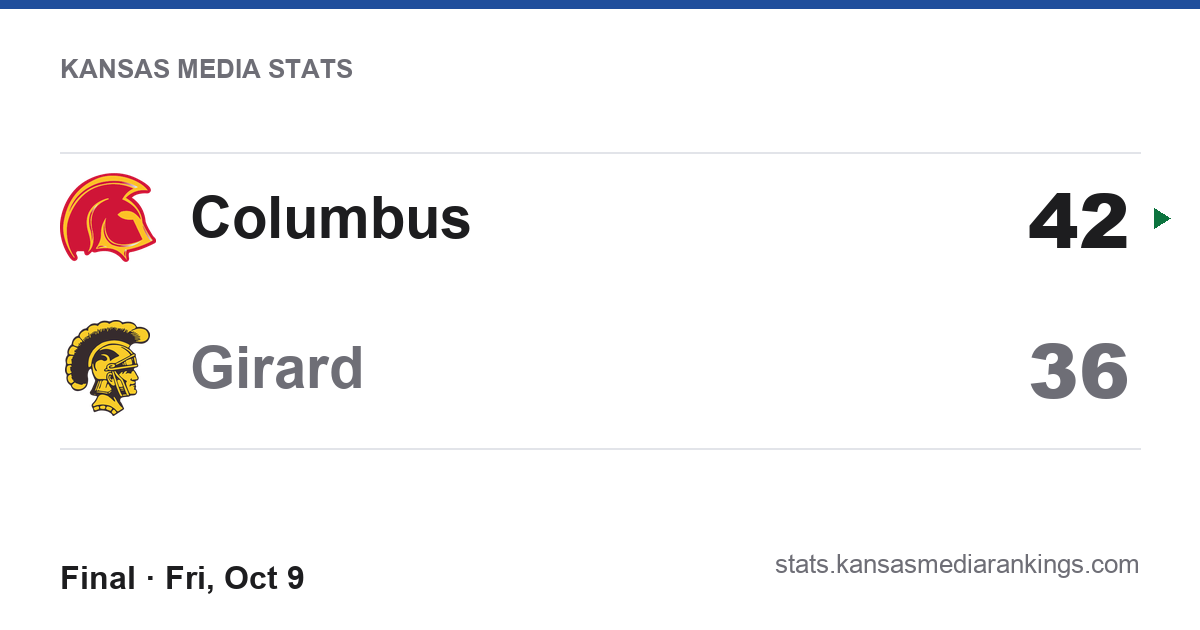 KANSAS MEDIA STATS
Columbus 42
Girard 36
Final · Fri, Oct 9
stats.kansasmediarankings.com